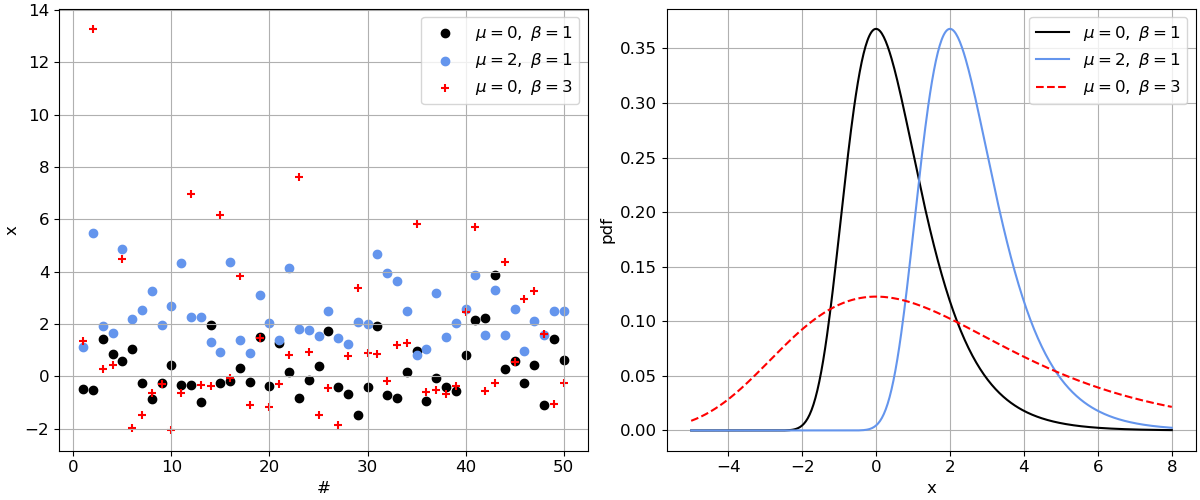 14
12
10
8
6
4
2
0
−2
0 10 20 30 40 50
#
x
μ = 0, β = 1
μ = 2, β = 1
μ = 0, β = 3
0.35
0.30
0.25
0.20
0.15
0.10
0.05
0.00
−4 −2 0 2 4 6 8
x
pdf
μ = 0, β = 1
μ = 2, β = 1
μ = 0, β = 3